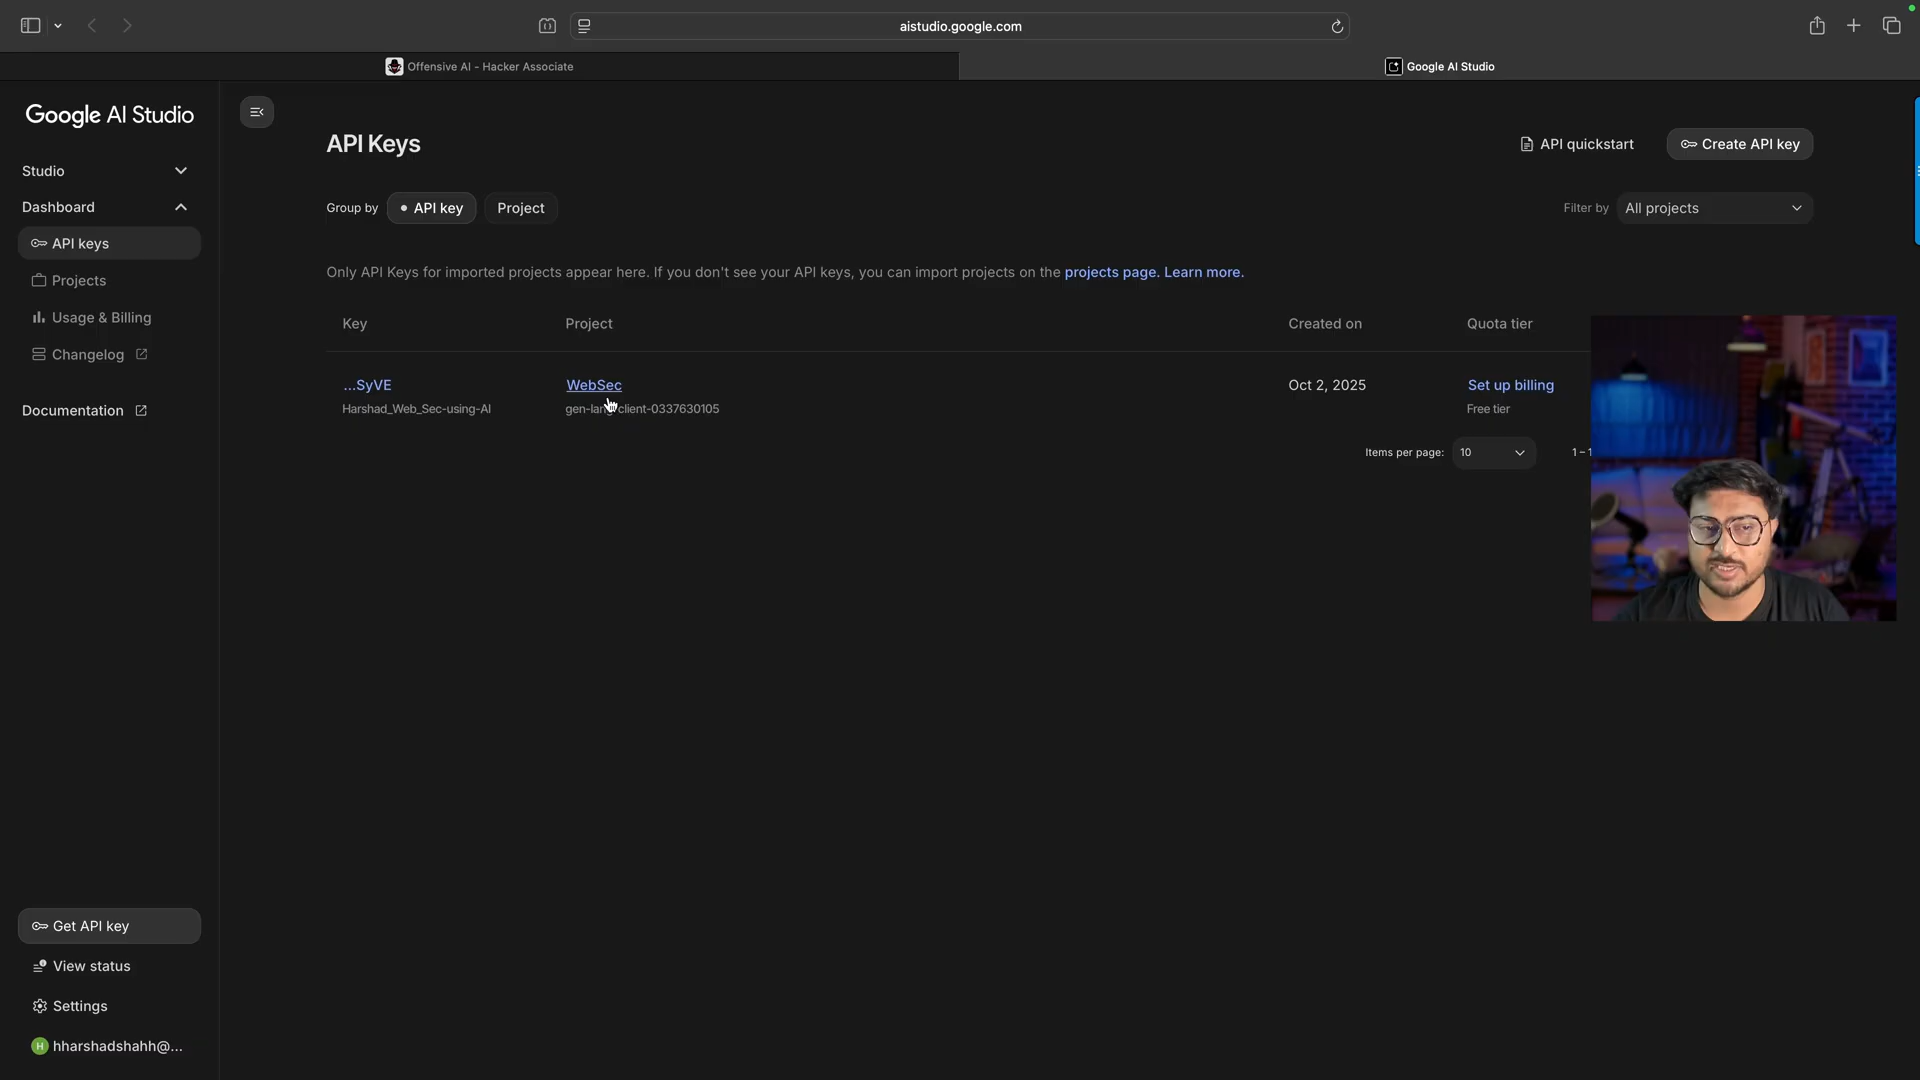 aistudio.google.com
Offensive AI - Hacker Associate
Google AI Studio
Google AI Studio
Studio
Dashboard
API keys
Projects
Usage & Billing
Changelog
Documentation
Get API key
View status
Settings
H hharshadshahh@...
API Keys
API quickstart
Create API key
Group by
API key
Project
Filter by
All projects
Only API Keys for imported projects appear here. If you don't see your API keys, you can import projects on the projects page. Learn more.
Key Project Created on Quota tier
...SyVE WebSec Oct 2, 2025 Set up billing
Harshad_Web_Sec-using-AI client-0337630105 Free tier
Items per page: 10 1 – 1